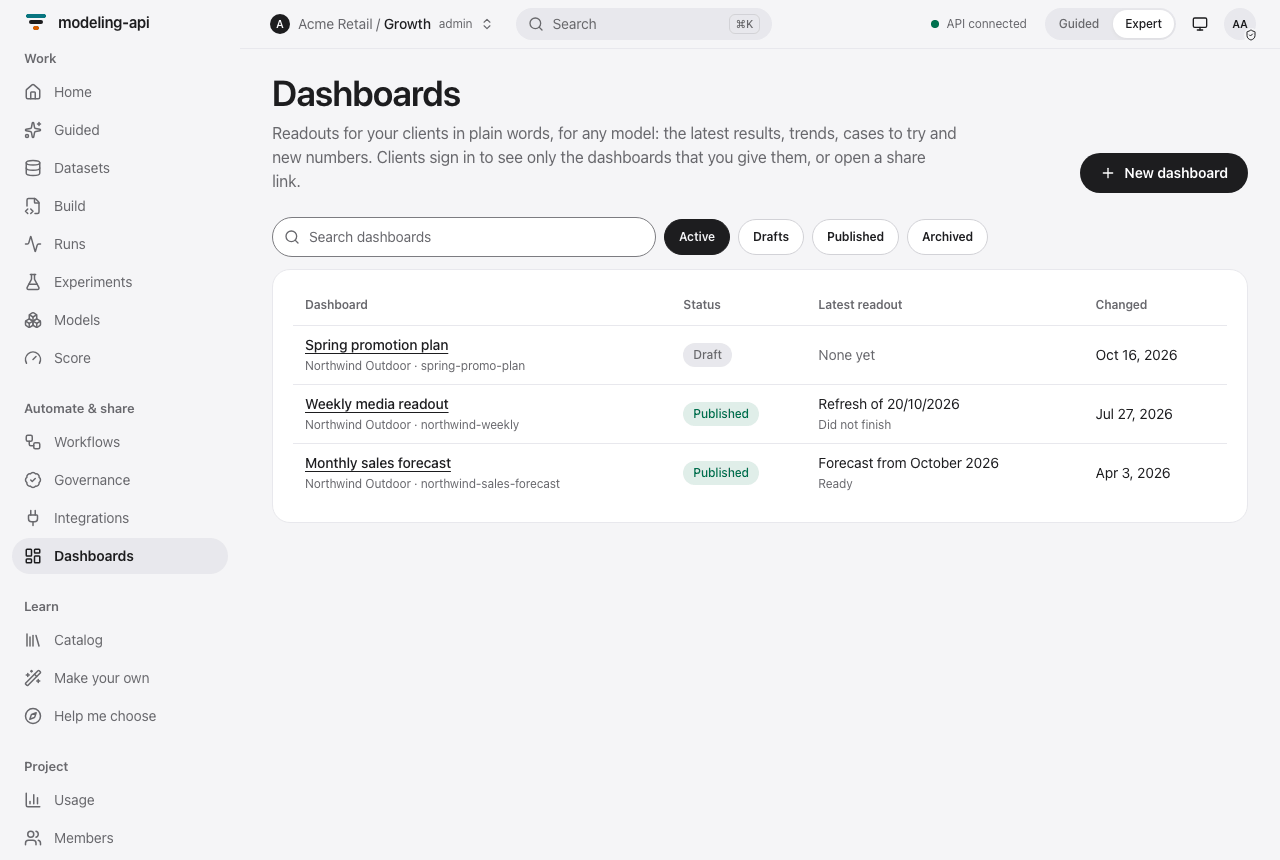 modeling-api
A Acme Retail / Growth admin
Search ⌘K
API connected
Guided Expert
AA
Work
Home
Guided
Datasets
Build
Runs
Experiments
Models
Score
Automate & share
Workflows
Governance
Integrations
Dashboards
Learn
Catalog
Make your own
Help me choose
Project
Usage
Members
Dashboards
Readouts for your clients in plain words, for any model: the latest results, trends, cases to try and
new numbers. Clients sign in to see only the dashboards that you give them, or open a share
link.
New dashboard
Search dashboards
Active Drafts Published Archived
Dashboard Status Latest readout Changed
Spring promotion plan
Northwind Outdoor · spring-promo-plan
Draft
None yet
Oct 16, 2026
Weekly media readout
Northwind Outdoor · northwind-weekly
Published
Refresh of 20/10/2026
Did not finish
Jul 27, 2026
Monthly sales forecast
Northwind Outdoor · northwind-sales-forecast
Published
Forecast from October 2026
Ready
Apr 3, 2026